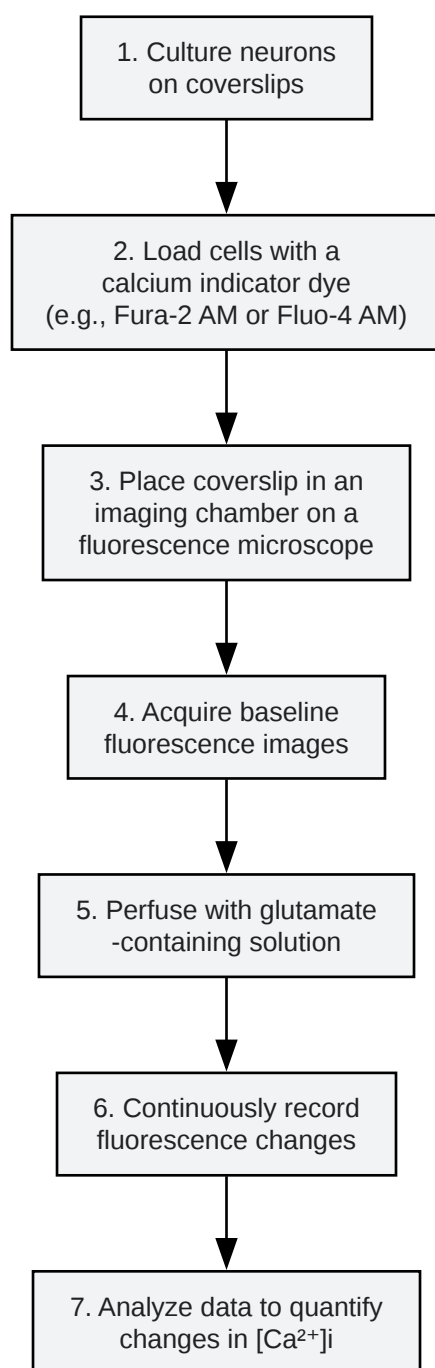 1. Culture neurons
on coverslips
2. Load cells with a
calcium indicator dye
(e.g., Fura-2 AM or Fluo-4 AM)
3. Place coverslip in an
imaging chamber on a
fluorescence microscope
4. Acquire baseline
fluorescence images
5. Perfuse with glutamate
-containing solution
6. Continuously record
fluorescence changes
7. Analyze data to quantify
changes in [Ca²⁺]i